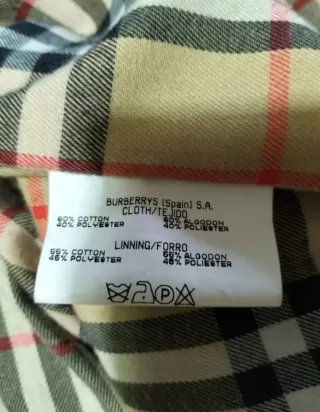 BURBERRYS (Spain) S.A.
CLOTH/TEJIDO
60% COTTON 60% ALGODON
40% POLYESTER 40% POLIESTER
LINNING/FORRO
55% COTTON 55% ALGODON
45% POLYESTER 45% POLIESTER
P